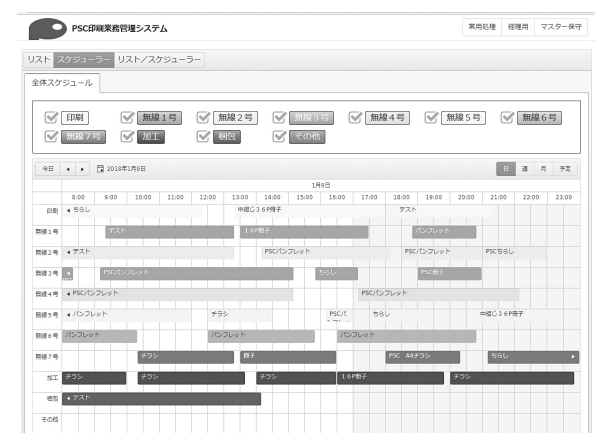 PSC印刷業務管理システム
常用処理 経理用 マスター保守
リスト スケジューラー リスト/スケジューラー
全体スケジュール
印刷 無線1号 無線2号 無線3号 無線4号 無線5号 無線6号
無線7号 加工 梱包 その他
今日 2018年1月9日 日 週 月 予定
1月9日
8:00 9:00 10:00 11:00 12:00 13:00 14:00 15:00 16:00 17:00 18:00 19:00 20:00 21:00 22:00 23:00
印刷 ちらし 中綴じ36P冊子 テスト
無線1号 テスト 16P冊子 パンフレット
無線2号 テスト PSCパンフレット PSCパンフレット PSCちらし
無線3号 PSCパンフレット ちらし PSC冊子
無線4号 PSCパンフレット PSCパンフレット
無線5号 パンフレット チラシ PSCパ ちらし 中綴じ36P冊子
無線6号 パンフレット パンフレット パンフレット
無線7号 チラシ 冊子 PSC A4チラシ ちらし
加工 チラシ チラシ チラシ 16P冊子 チラシ
梱包 テスト
その他